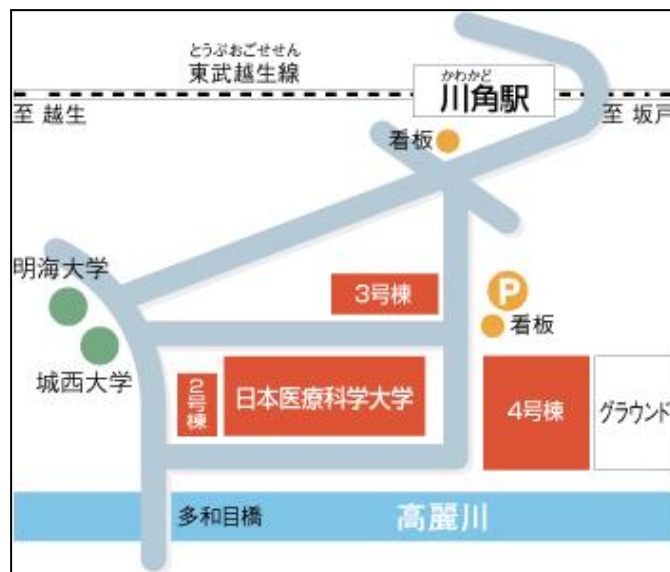 とうぶおごせせん
東武越生線
かわかど
川角駅
至 越生
至 坂戸
看板
明海大学
3号棟
P
看板
城西大学
2号棟
日本医療科学大学
4号棟
グラウンド
多和目橋
高麗川